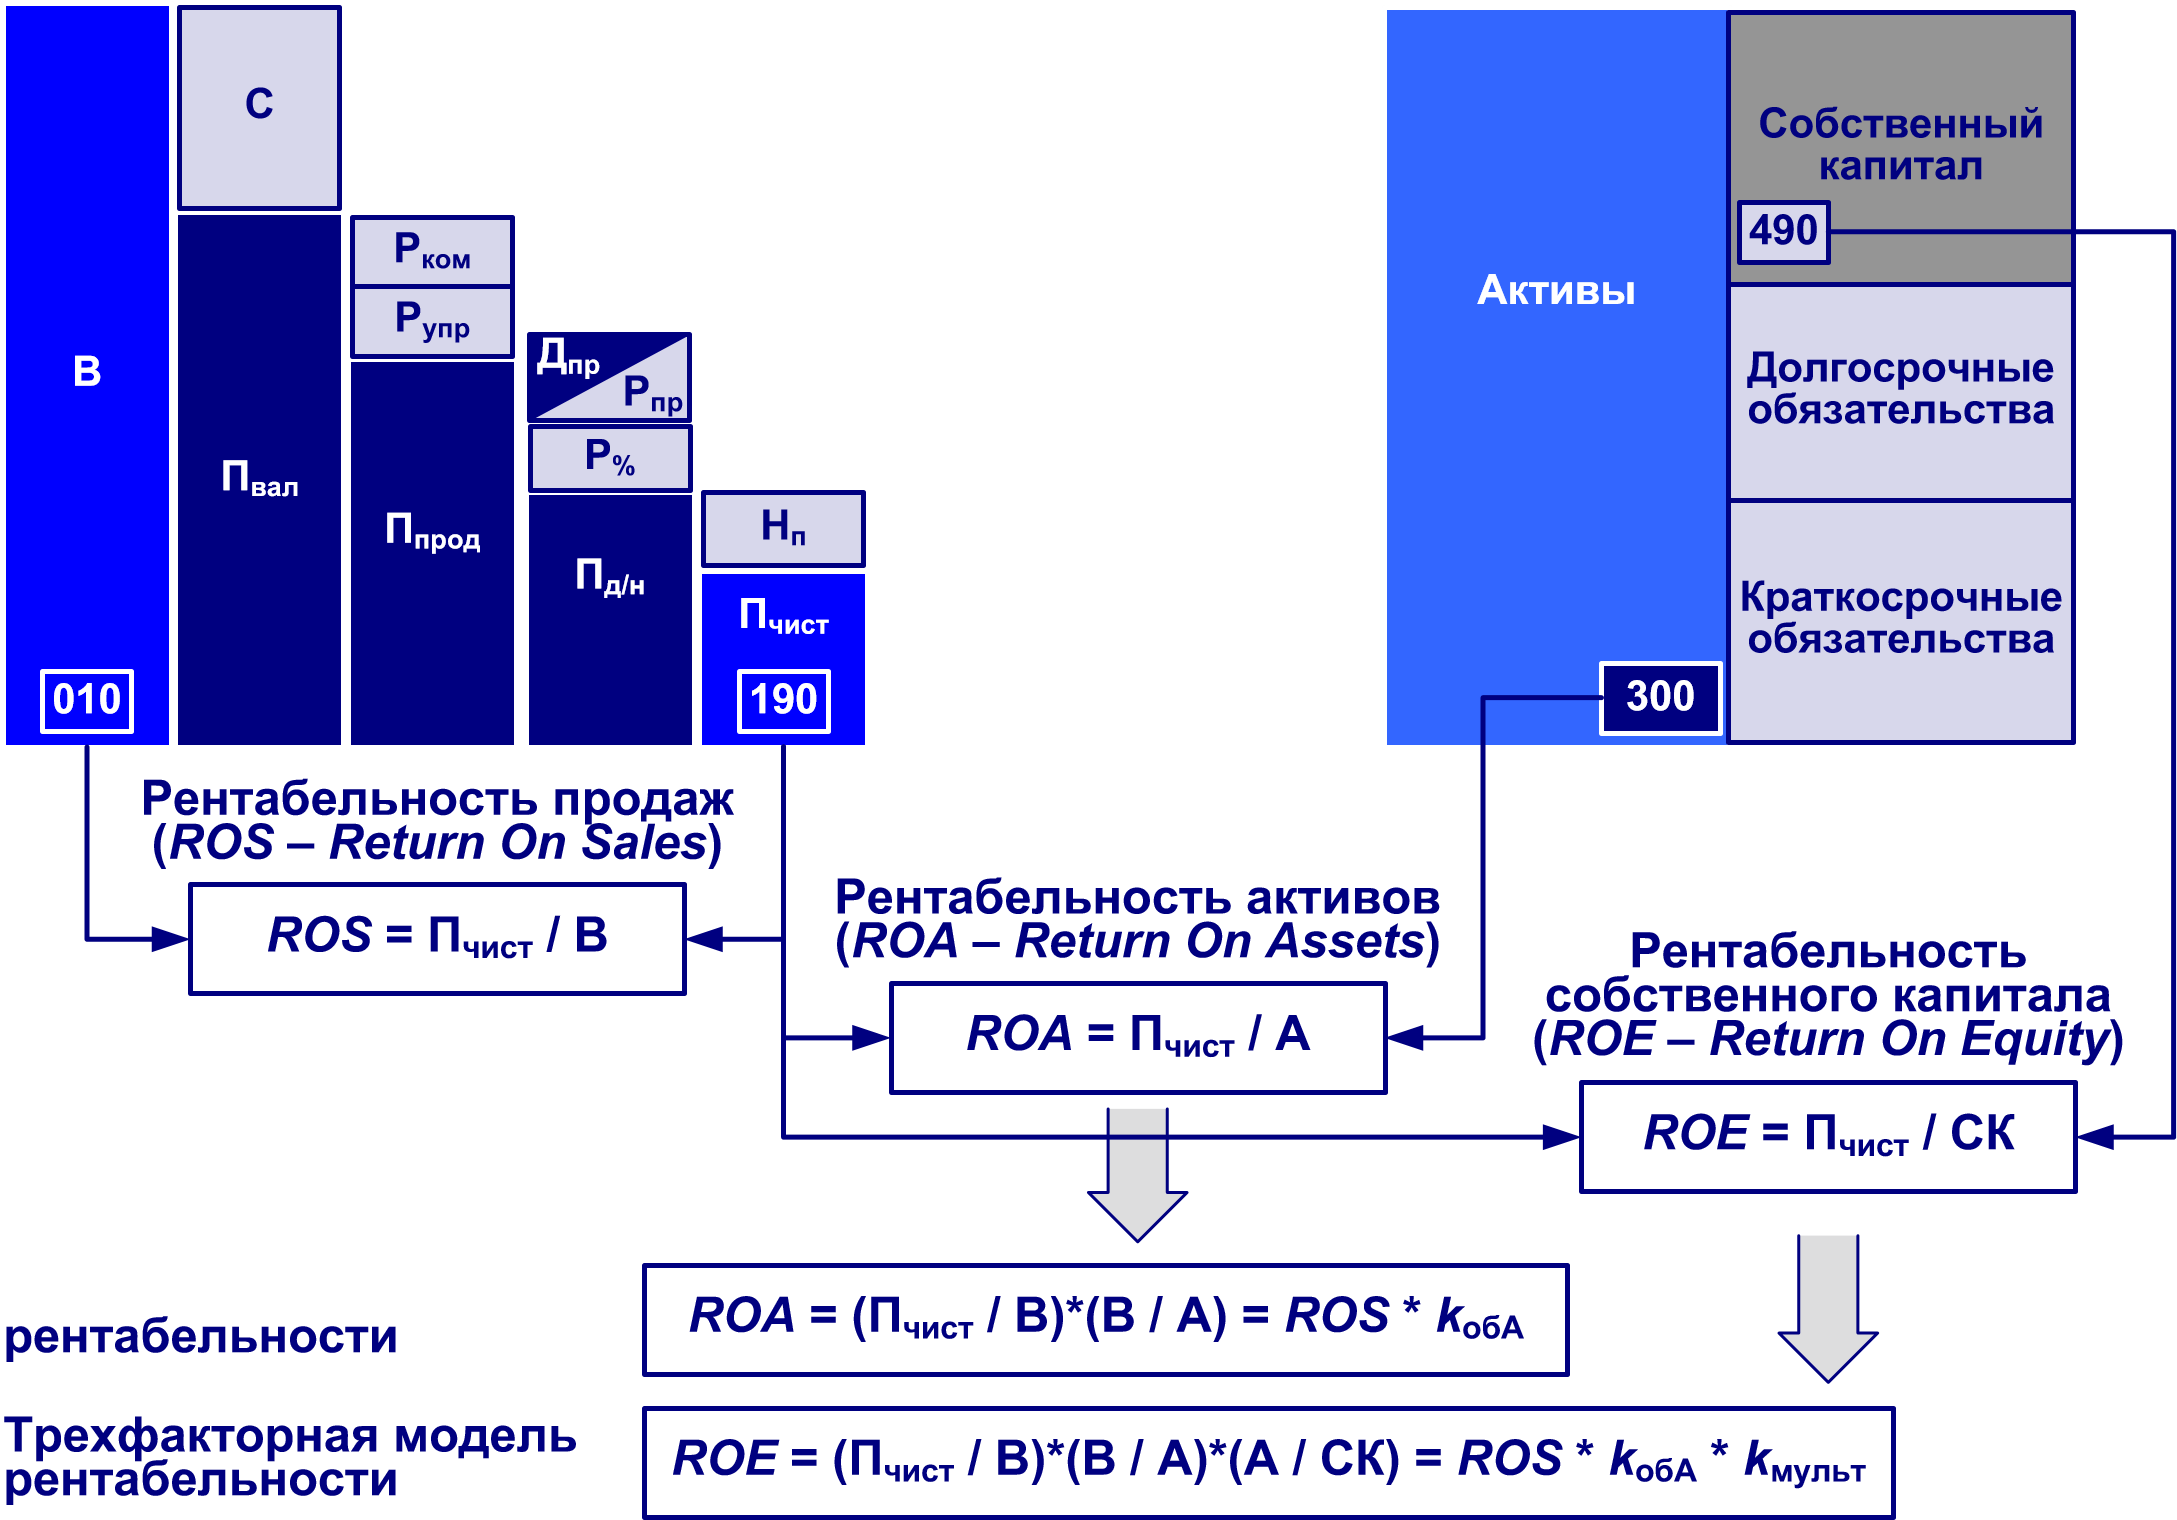 В
010
С
Пвал
Рком
Рупр
Ппрод
Дпр
Рпр
Р%
Пд/н
Нп
Пчист
190
Активы
300
Собственный
капитал
490
Долгосрочные
обязательства
Краткосрочные
обязательства
Рентабельность продаж
(ROS – Return On Sales)
ROS = Пчист / В
Рентабельность активов
(ROA – Return On Assets)
ROA = Пчист / А
Рентабельность
собственного капитала
(ROE – Return On Equity)
ROE = Пчист / СК
рентабельности
ROA = (Пчист / В)*(В / А) = ROS * kобА
Трехфакторная модель
рентабельности
ROE = (Пчист / В)*(В / А)*(А / СК) = ROS * kобА * kмульт